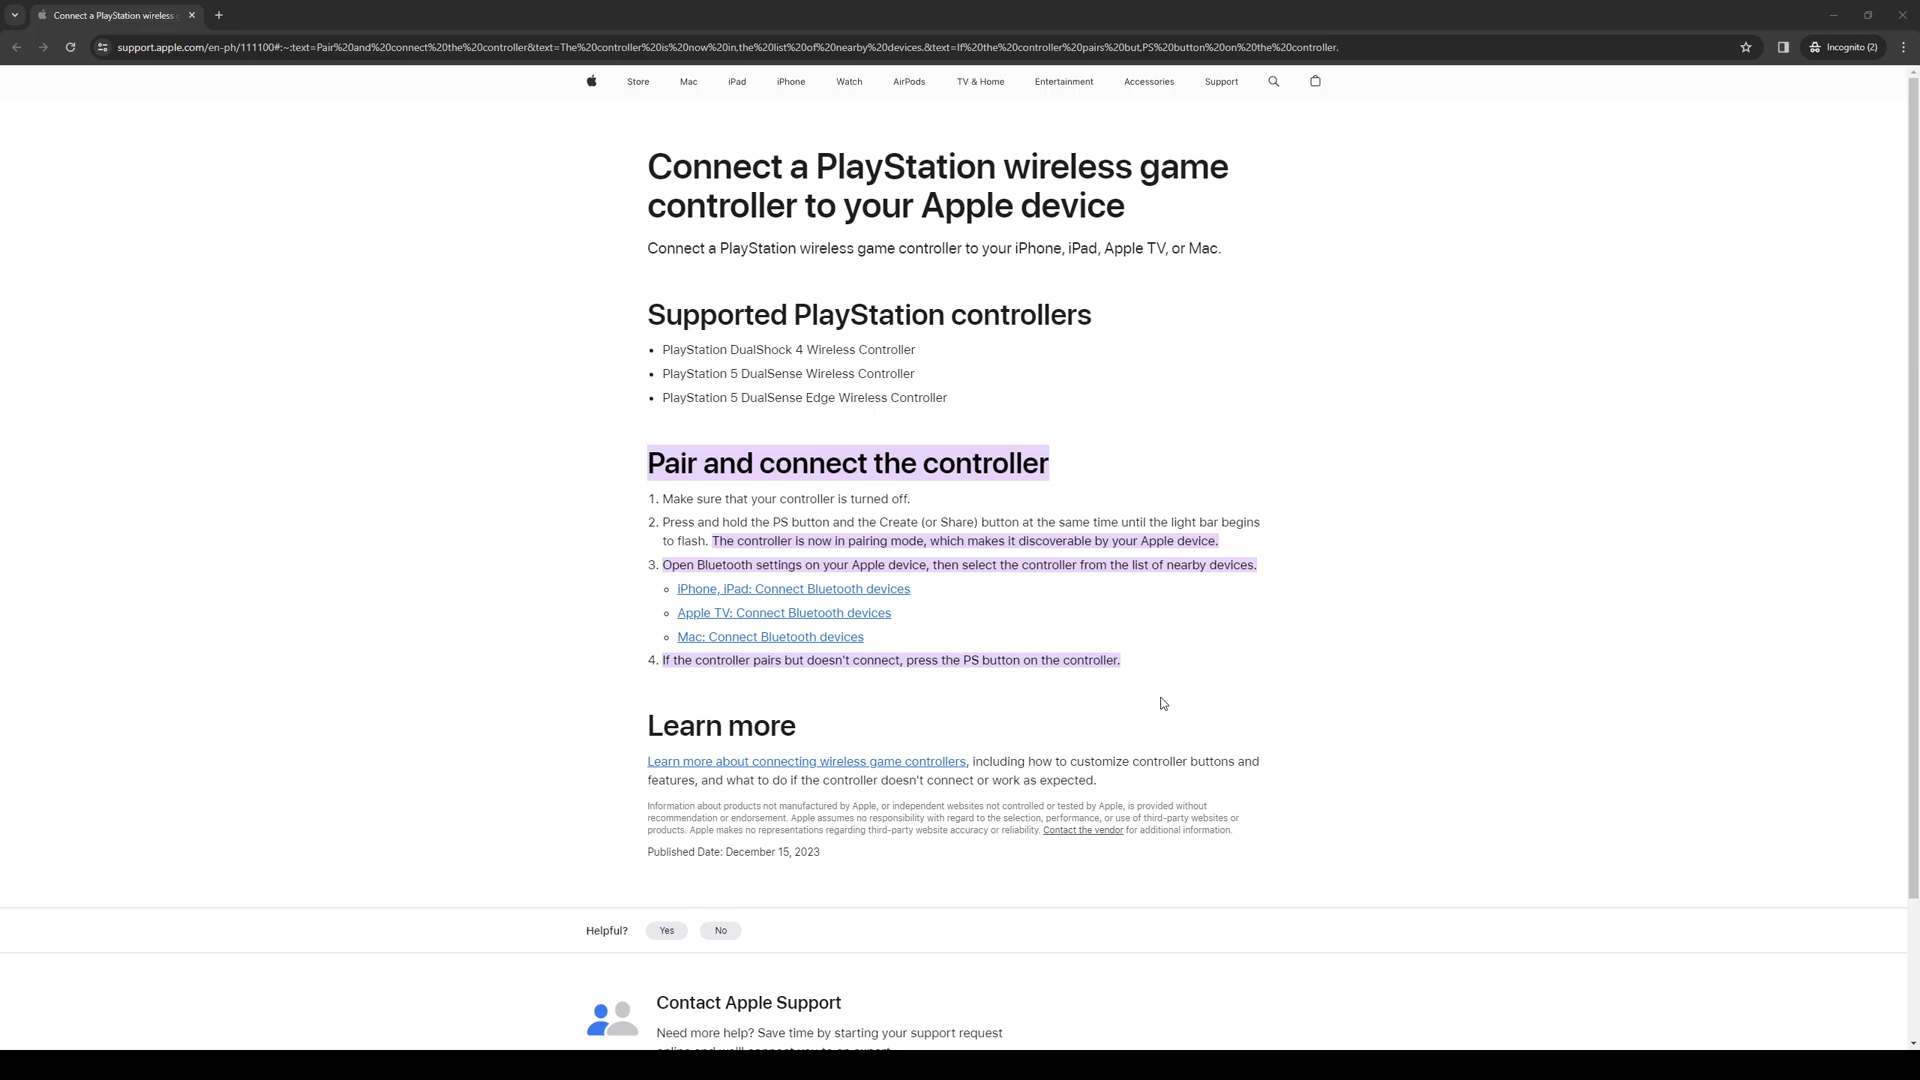 Connect a PlayStation wireless
support.apple.com/en-ph/111100#:~:text=Pair%20and%20connect%20the%20controller&text=The%20controller%20is%20now%20in,the%20list%20of%20nearby%20devices.&text=If%20the%20controller%20pairs%20but,PS%20button%20on%20the%20controller.
Incognito (2)
Store Mac iPad iPhone Watch AirPods TV & Home Entertainment Accessories Support
Connect a PlayStation wireless game
controller to your Apple device
Connect a PlayStation wireless game controller to your iPhone, iPad, Apple TV, or Mac.
Supported PlayStation controllers
• PlayStation DualShock 4 Wireless Controller
• PlayStation 5 DualSense Wireless Controller
• PlayStation 5 DualSense Edge Wireless Controller
Pair and connect the controller
1. Make sure that your controller is turned off.
2. Press and hold the PS button and the Create (or Share) button at the same time until the light bar begins
to flash. The controller is now in pairing mode, which makes it discoverable by your Apple device.
3. Open Bluetooth settings on your Apple device, then select the controller from the list of nearby devices.
iPhone, iPad: Connect Bluetooth devices
Apple TV: Connect Bluetooth devices
Mac: Connect Bluetooth devices
4. If the controller pairs but doesn't connect, press the PS button on the controller.
Learn more
Learn more about connecting wireless game controllers, including how to customize controller buttons and
features, and what to do if the controller doesn't connect or work as expected.
Information about products not manufactured by Apple, or independent websites not controlled or tested by Apple, is provided without
recommendation or endorsement. Apple assumes no responsibility with regard to the selection, performance, or use of third-party websites or
products. Apple makes no representations regarding third-party website accuracy or reliability. Contact the vendor for additional information.
Published Date: December 15, 2023
Helpful? Yes No
Contact Apple Support
Need more help? Save time by starting your support request